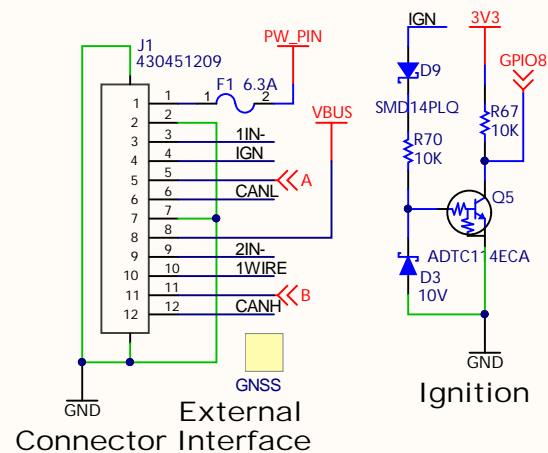 J1
430451209
PW_PIN
F1 6.3A
1 1 1 2
2 2
VBUS
3 3 1IN-
4 4 IGN
5 5 A
6 6 CANL
7 7
8 8
9 9 2IN-
10 10 1WIRE
11 11 B
12 12 CANH
GND
GNSS
External
Connector Interface
IGN
3V3
GPIO8
D9
SMD14PLQ
R67
10K
R70
10K
Q5
ADTC114ECA
D3
10V
GND
Ignition